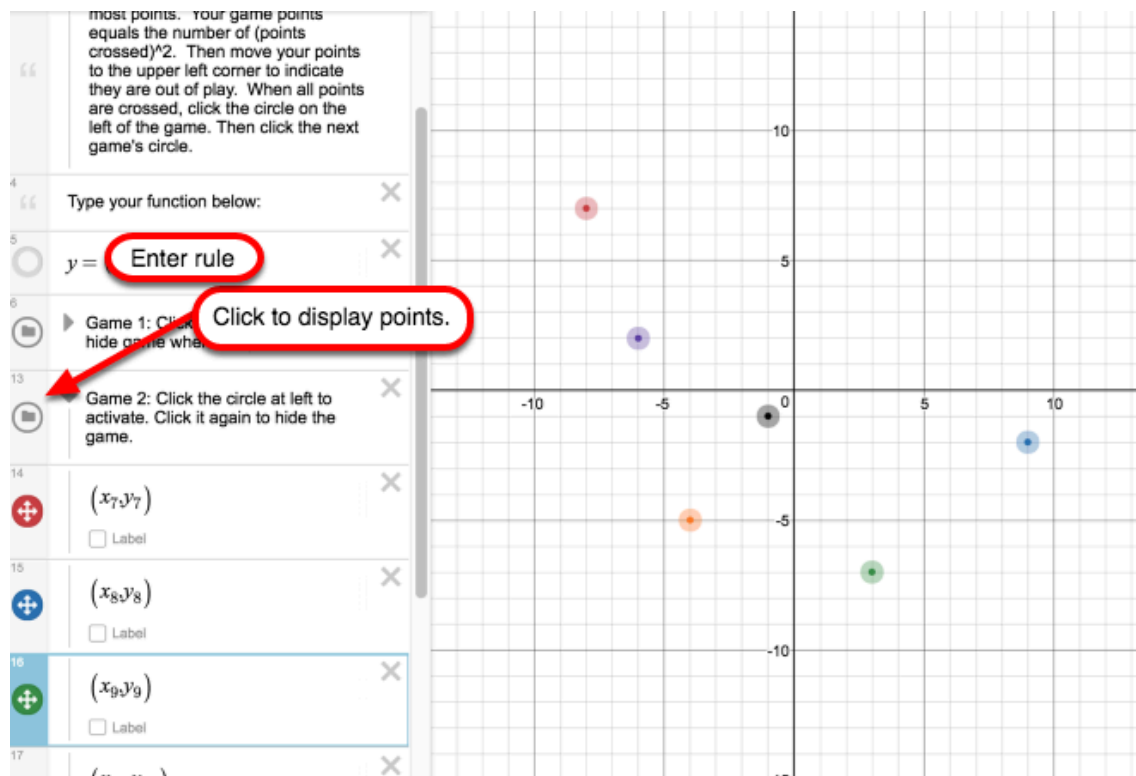 most points. Your game points
equals the number of (points
crossed)^2. Then move your points
to the upper left corner to indicate
they are out of play. When all points
are crossed, click the circle on the
left of the game. Then click the next
game's circle.
4
Type your function below:
5
y =
Enter rule
6
Game 1: Click
Click to display points.
hide game whe
13
Game 2: Click the circle at left to
activate. Click it again to hide the
game.
14
(x₇,y₇)
Label
15
(x₈,y₈)
Label
16
(x₉,y₉)
Label
17
10
5
-10
-5
0
5
10
-5
-10